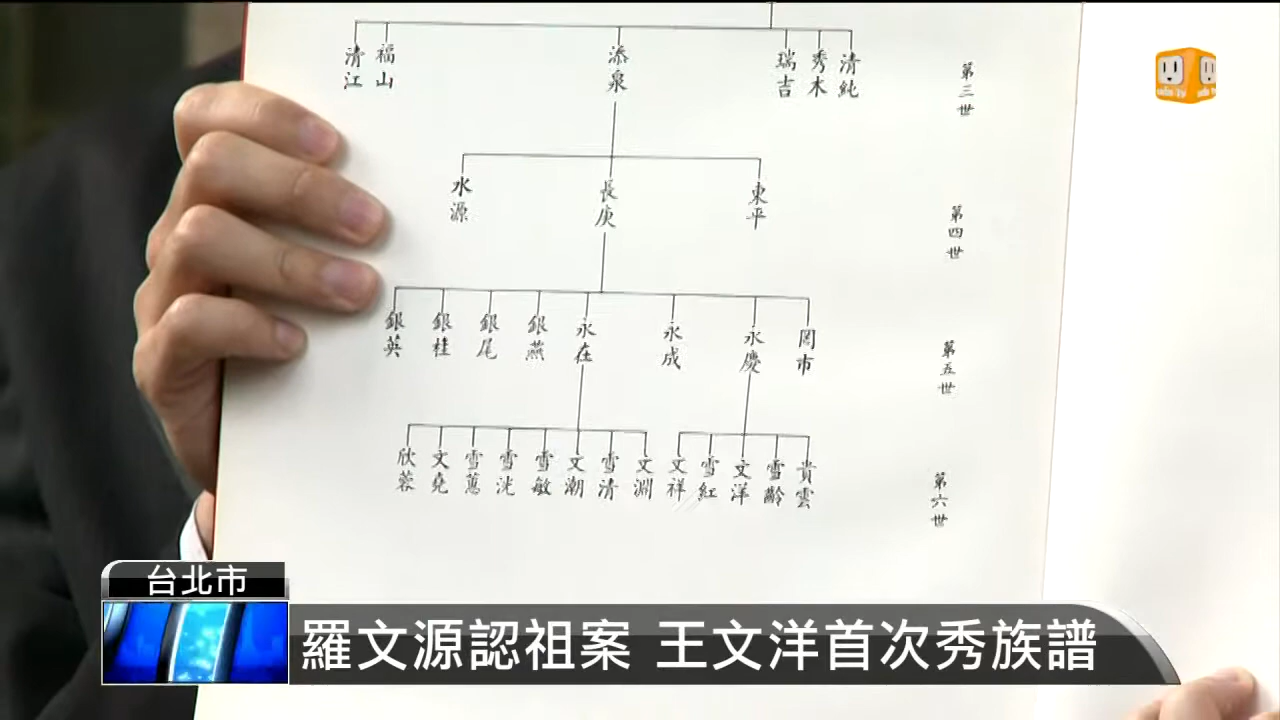 清江 福山 添泉 瑞吉 秀木 清純 第三世
水源 長庚 東平 第四世
銀英 銀桂 銀尾 銀燕 永在 永成 永慶 罔市 第五世
欣蓉 文堯 雪蔥 雪洸 雪敏 文潮 雪清 文淵 文祥 雪紅 文洋 雪齡 貴雲 第六世
台北市
羅文源認祖案 王文洋首次秀族譜